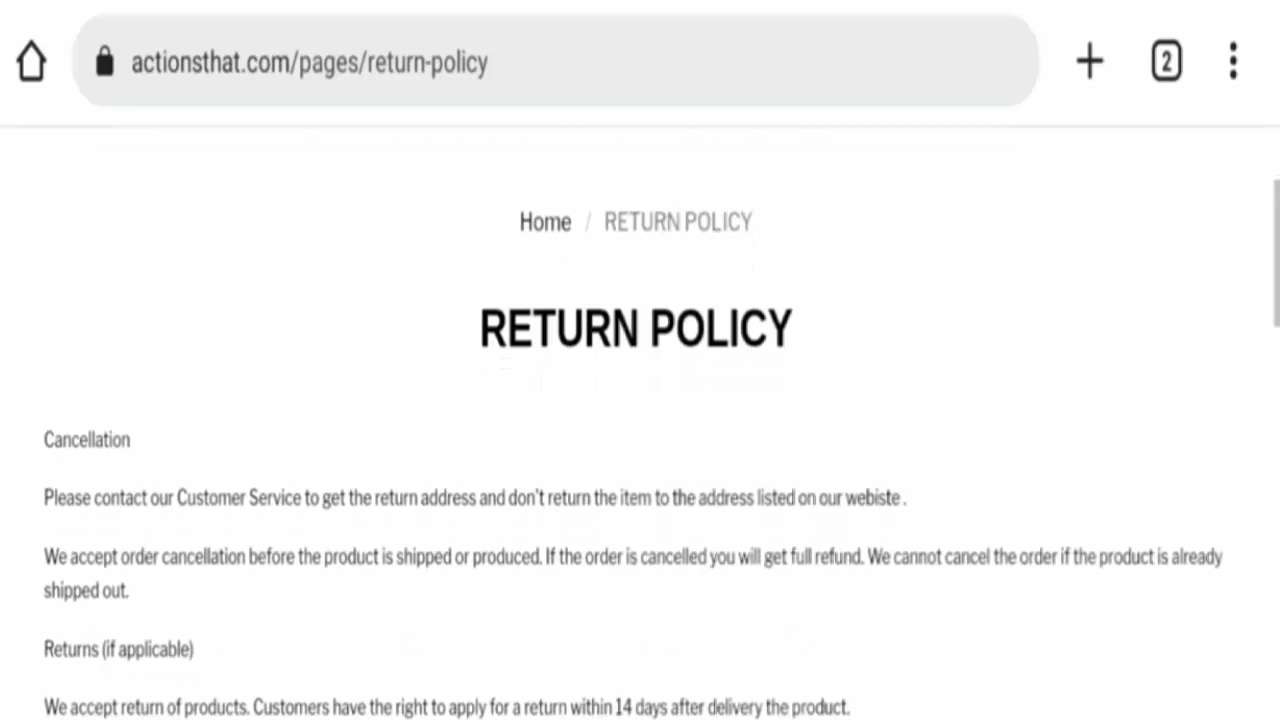 actionsthat.com/pages/return-policy
2
Home / RETURN POLICY
RETURN POLICY
Cancellation
Please contact our Customer Service to get the return address and don't return the item to the address listed on our webiste .
We accept order cancellation before the product is shipped or produced. If the order is cancelled you will get full refund. We cannot cancel the order if the product is already
shipped out.
Returns (if applicable)
We accept return of products. Customers have the right to apply for a return within 14 days after delivery the product.